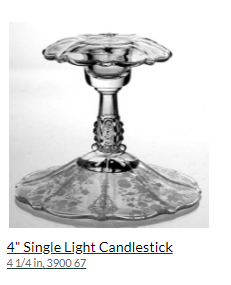 4" Single Light Candlestick
4 1/4 in, 3900 67